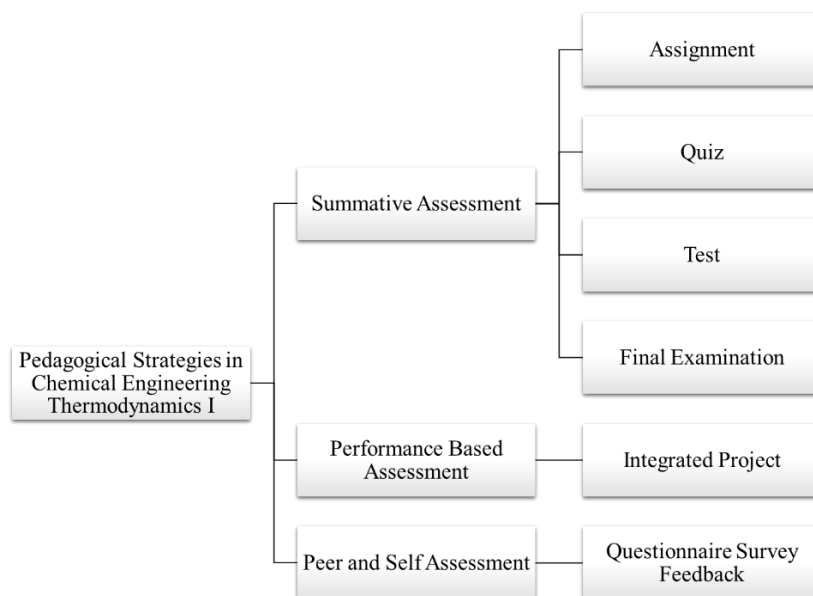 Assignment
Quiz
Summative Assessment
Test
Final Examination
Pedagogical Strategies in
Chemical Engineering
Thermodynamics I
Performance Based
Assessment
Integrated Project
Peer and Self Assessment
Questionnaire Survey
Feedback